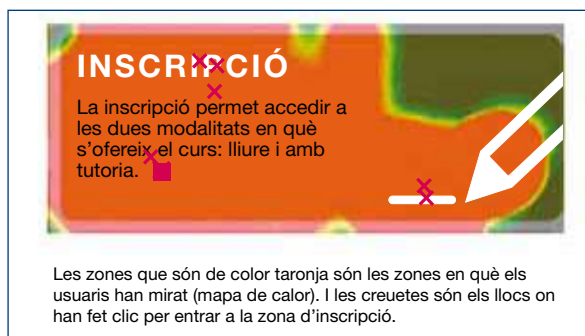 INSCRIPCIÓ
La inscripció permet accedir a
les dues modalitats en què
s’ofereix el curs: lliure i amb
tutoria.
Les zones que són de color taronja són les zones en què els
usuaris han mirat (mapa de calor). I les creuetes són els llocs on
han fet clic per entrar a la zona d’inscripció.